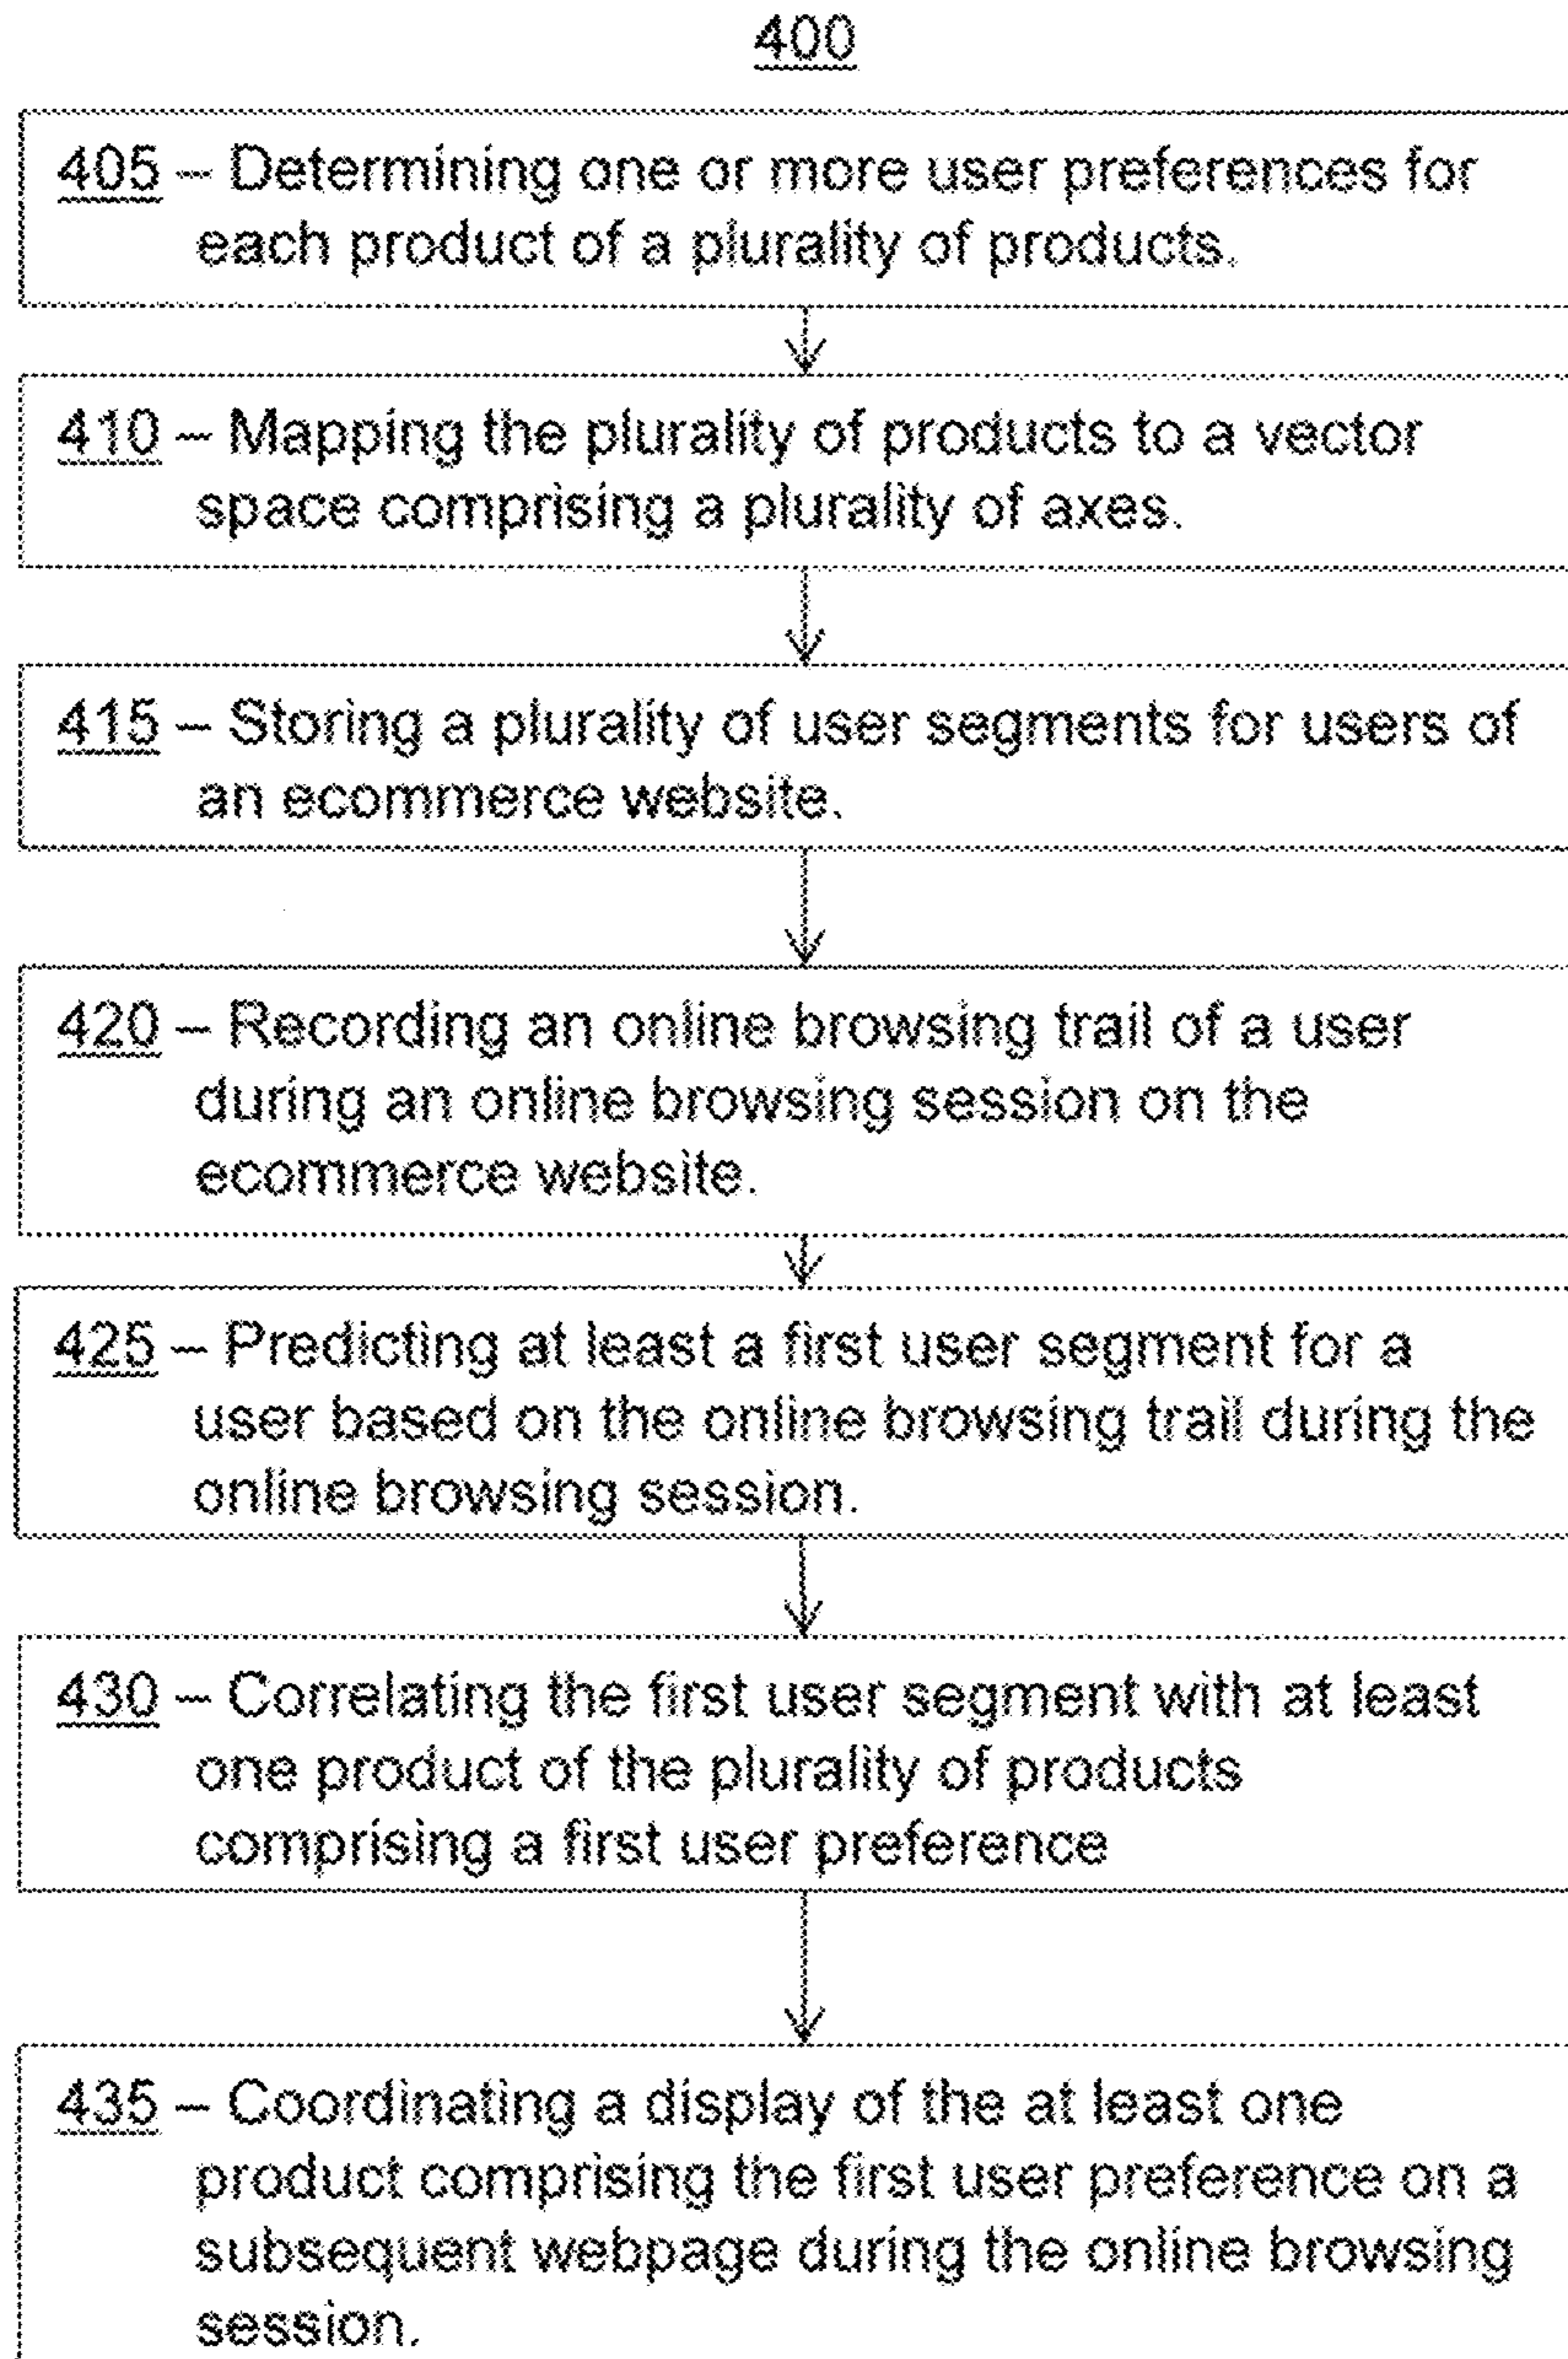 400
405 – Determining one or more user preferences for
each product of a plurality of products.
410 – Mapping the plurality of products to a vector
space comprising a plurality of axes.
415 – Storing a plurality of user segments for users of
an ecommerce website.
420 – Recording an online browsing trail of a user
during an online browsing session on the
ecommerce website.
425 – Predicting at least a first user segment for a
user based on the online browsing trail during the
online browsing session.
430 – Correlating the first user segment with at least
one product of the plurality of products
comprising a first user preference
435 – Coordinating a display of the at least one
product comprising the first user preference on a
subsequent webpage during the online browsing
session.